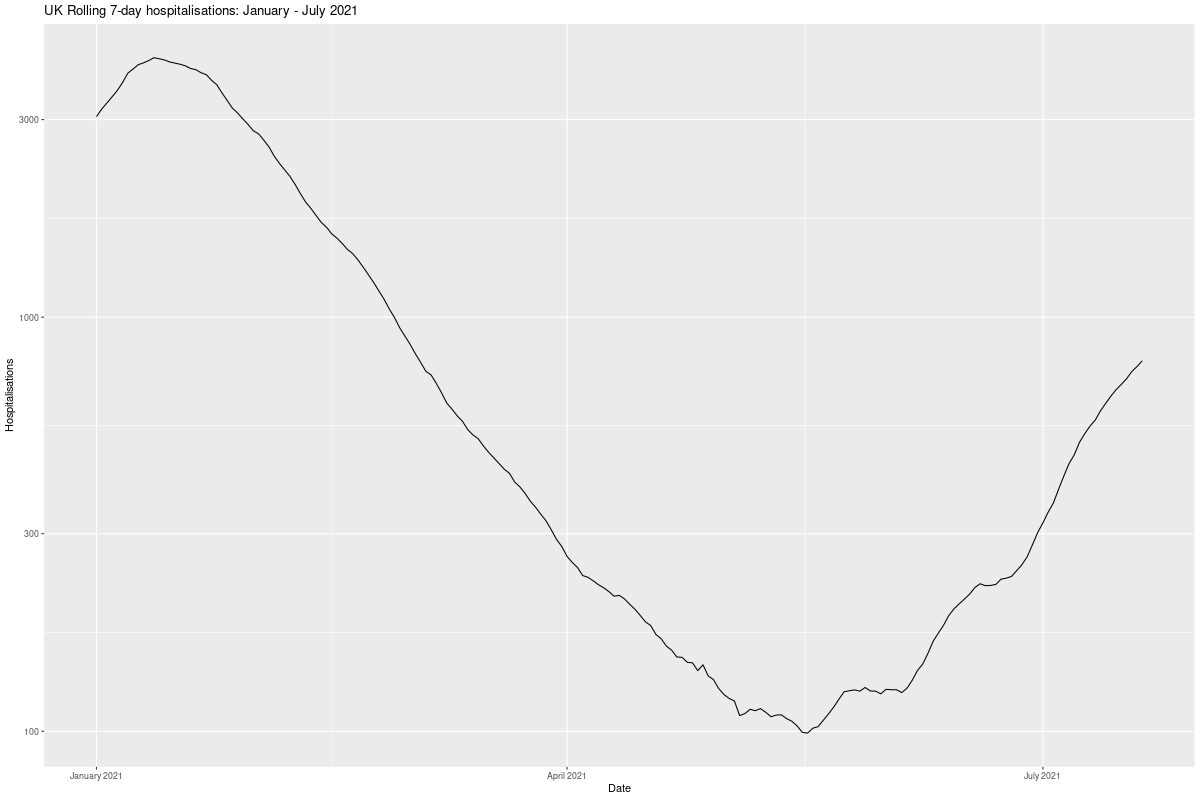 UK Rolling 7-day hospitalisations: January - July 2021
Hospitalisations
3000
1000
300
100
January 2021
April 2021
July 2021
Date